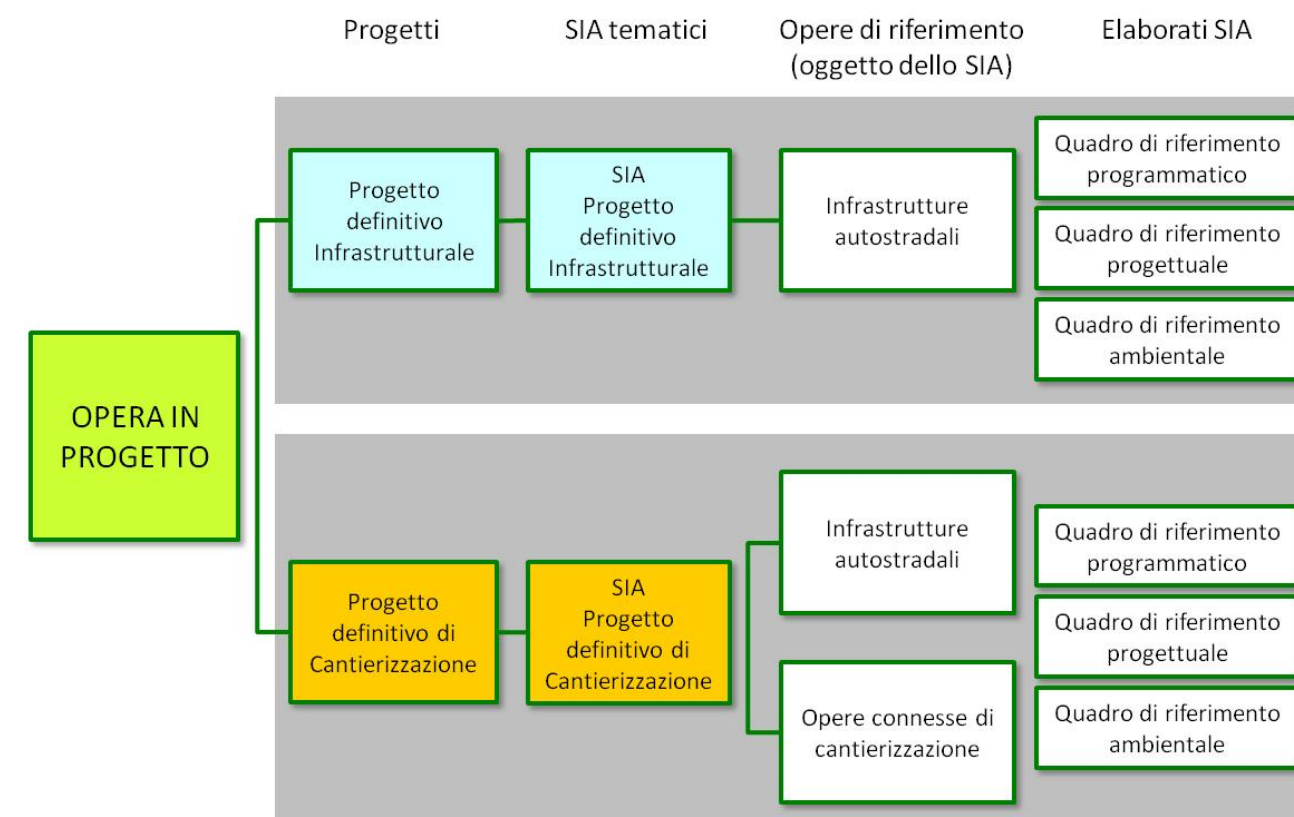 Progetti
SIA tematici
Opere di riferimento
(oggetto dello SIA)
Elaborati SIA
OPERA IN
PROGETTO
Progetto
definitivo
Infrastrutturale
SIA
Progetto
definitivo
Infrastrutturale
Infrastrutture
autostradali
Quadro di riferimento
programmatico
Quadro di riferimento
progettuale
Quadro di riferimento
ambientale
Progetto
definitivo di
Cantierizzazione
SIA
Progetto
definitivo di
Cantierizzazione
Infrastrutture
autostradali
Opere connesse di
cantierizzazione
Quadro di riferimento
programmatico
Quadro di riferimento
progettuale
Quadro di riferimento
ambientale